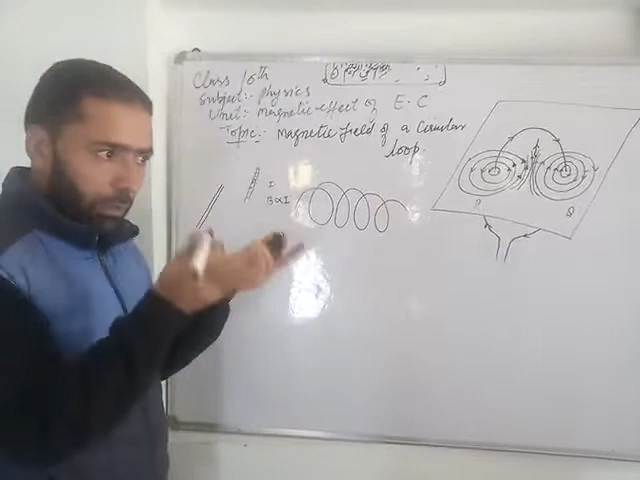 Class 10th
Subject:- Physics
Unit:- Magnetic effect of E.C
Topic:- Magnetic field of a Circular
loop.
I
B∝I
P
Q